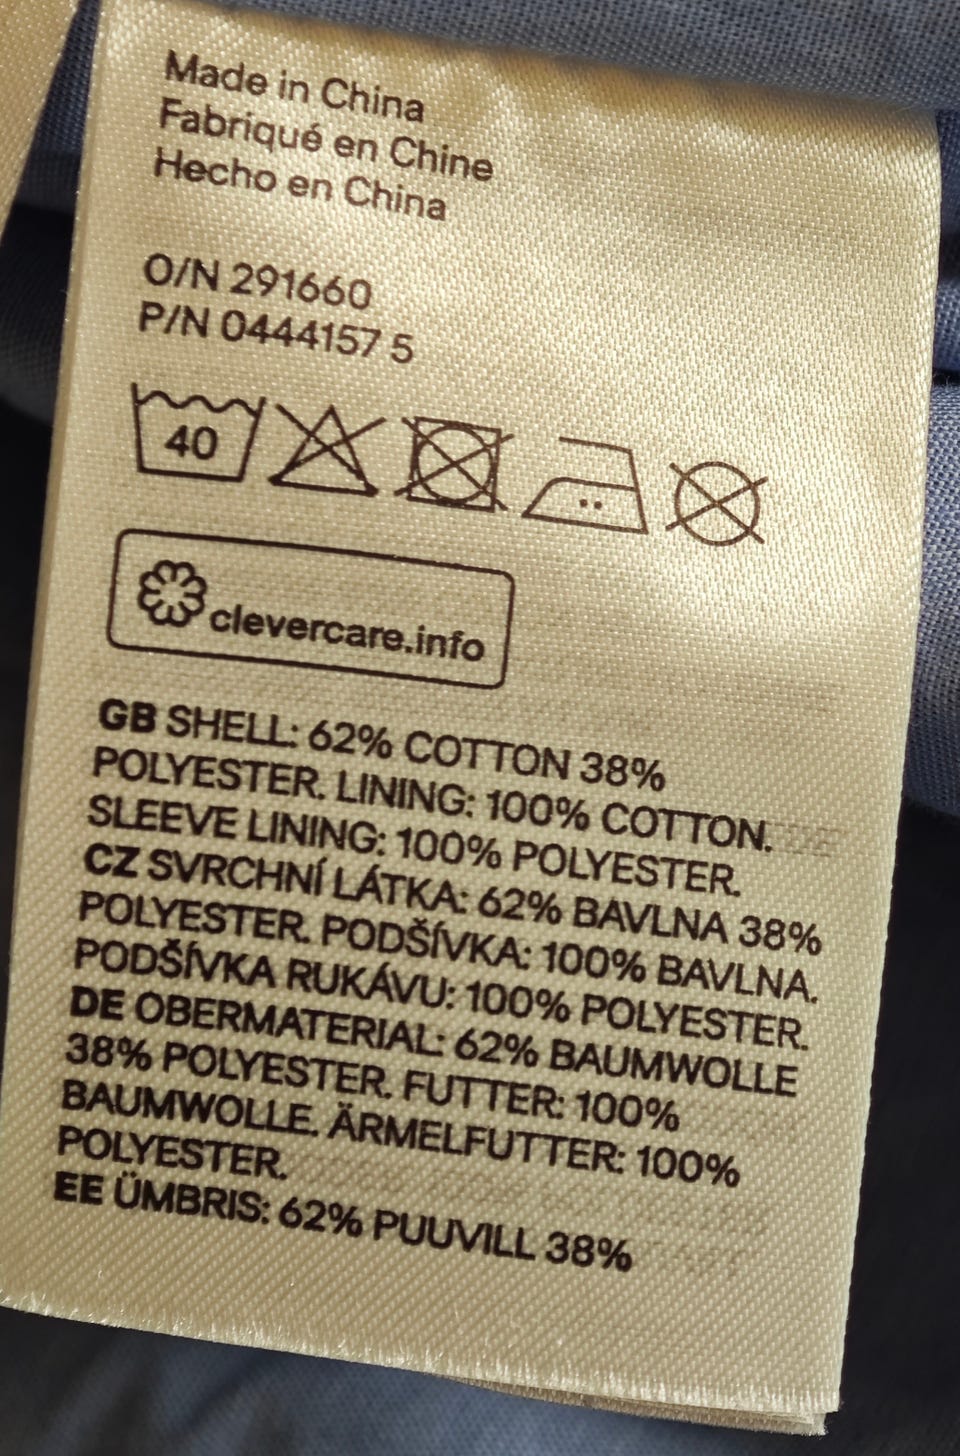 Made in China
Fabriqué en Chine
Hecho en China
O/N 291660
P/N 0444157 5
40
clevercare.info
GB SHELL: 62% COTTON 38%
POLYESTER. LINING: 100% COTTON.
SLEEVE LINING: 100% POLYESTER.
CZ SVRCHNÍ LÁTKA: 62% BAVLNA 38%
POLYESTER. PODŠÍVKA: 100% BAVLNA.
PODŠÍVKA RUKÁVU: 100% POLYESTER.
DE OBERMATERIAL: 62% BAUMWOLLE
38% POLYESTER. FUTTER: 100%
BAUMWOLLE. ÄRMELFUTTER: 100%
POLYESTER.
EE ÜMBRIS: 62% PUUVILL 38%